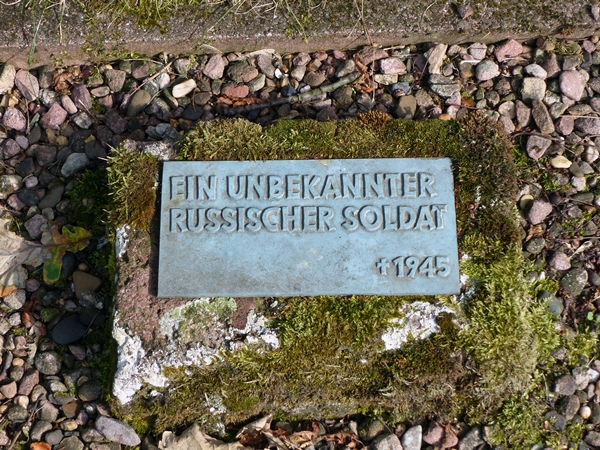 EIN UNBEKANNTER
RUSSISCHER SOLDAT
✝1945